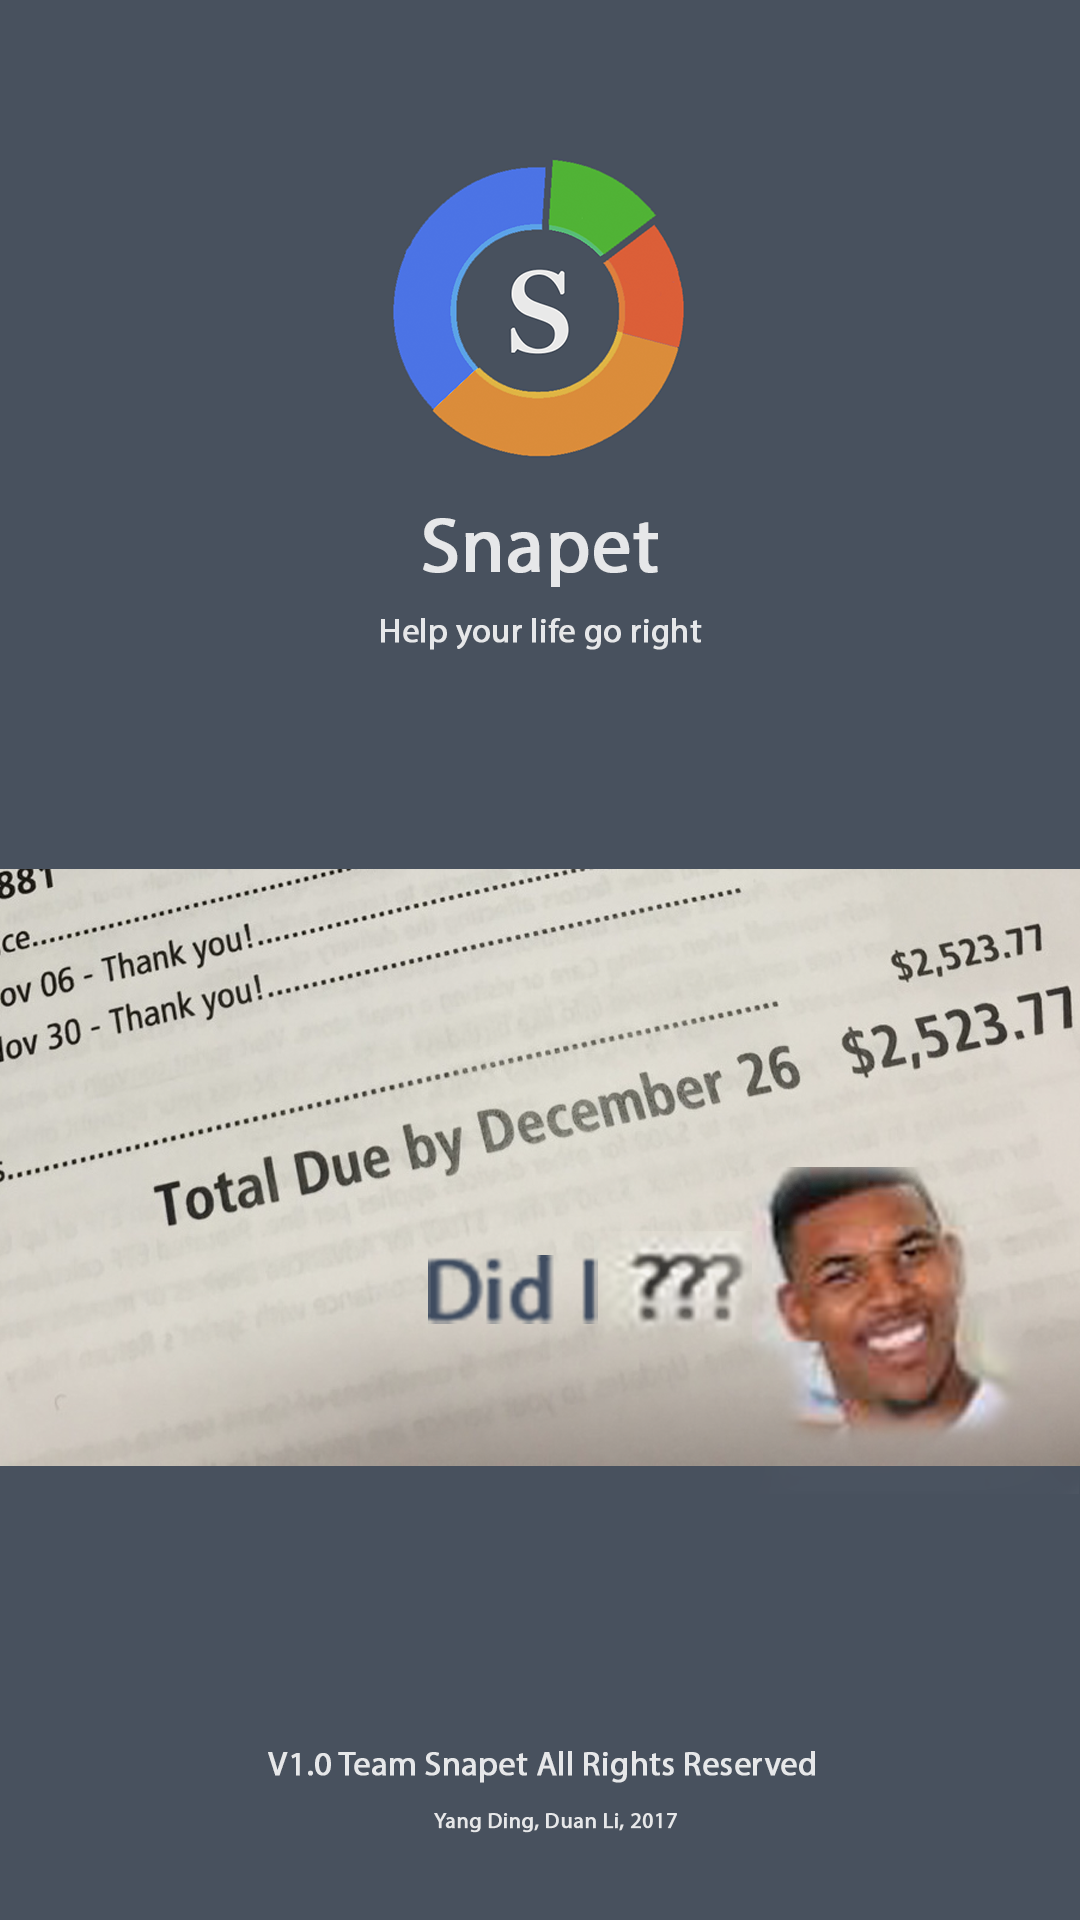 S
Snapet
Help your life go right
881
ce
ov 06 - Thank you!
Nov 30 - Thank you!
$2,523.77
s
Total Due by December 26 $2,523.77
Did I ???
V1.0 Team Snapet All Rights Reserved
Yang Ding, Duan Li, 2017